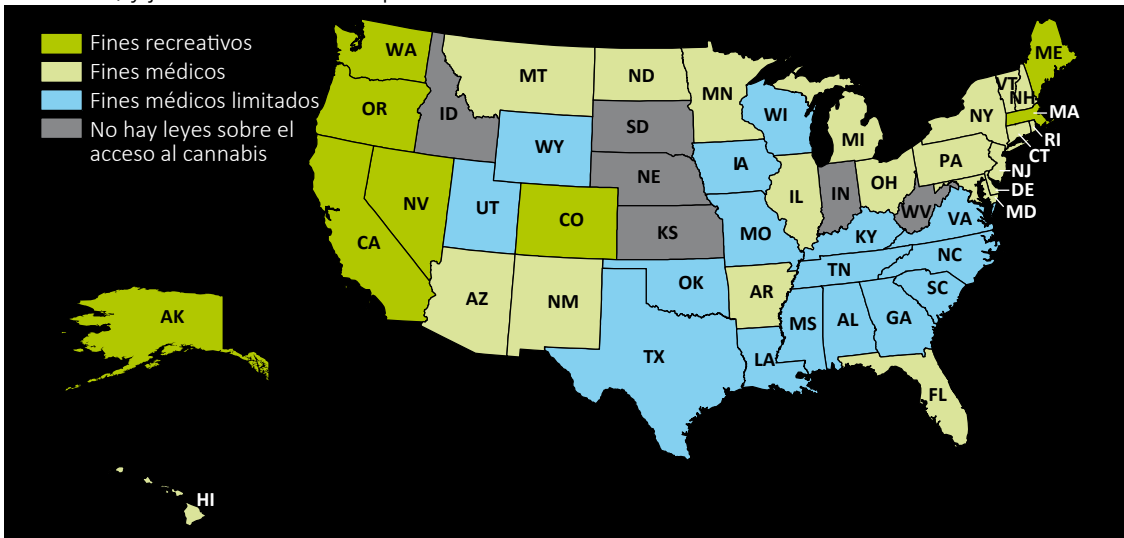 Fines recreativos
Fines médicos
Fines médicos limitados
No hay leyes sobre el
acceso al cannabis
WA
MT
ND
MN
ME
VT
NH
OR
ID
SD
WI
NY
MA
WY
MI
RI
CT
IA
PA
NJ
NE
OH
DE
NV
UT
IL
IN
MD
CO
WV
VA
CA
KS
MO
KY
NC
TN
AZ
NM
OK
AR
SC
AK
MS
AL
GA
TX
LA
FL
HI